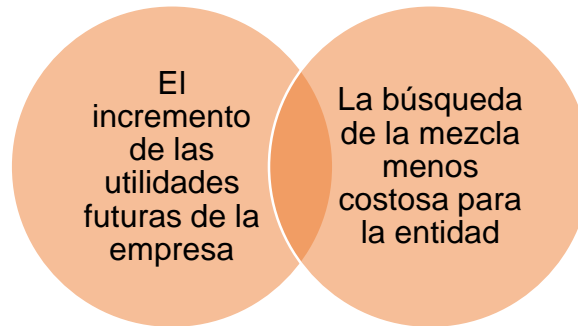 El
incremento
de las
utilidades
futuras de la
empresa
La búsqueda
de la mezcla
menos
costosa para
la entidad